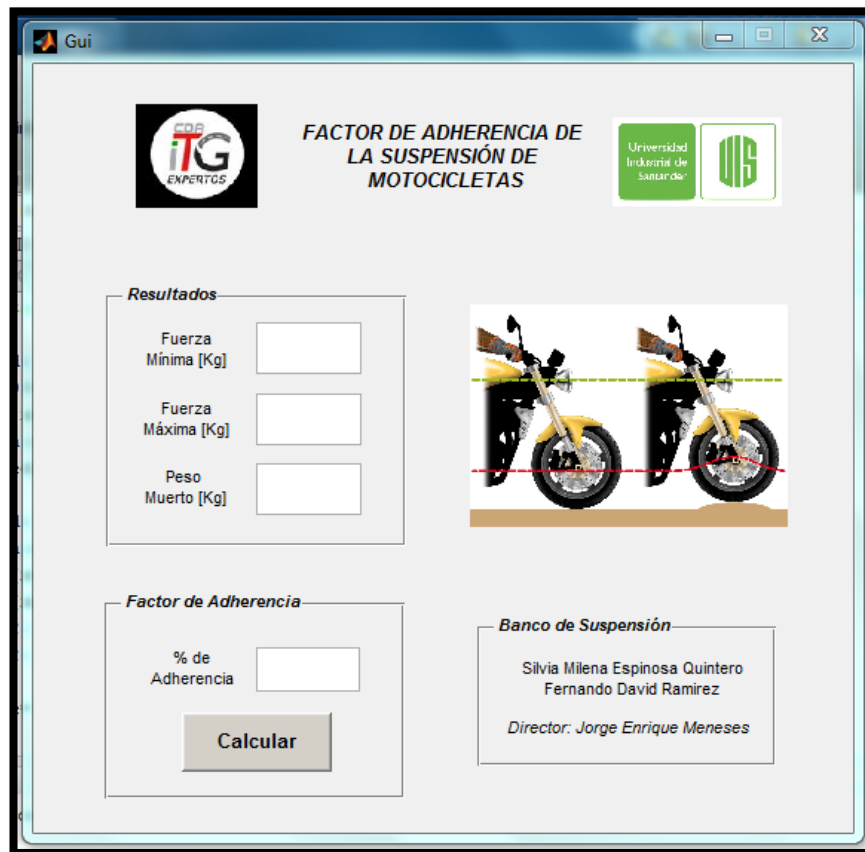 Gui
CDA
iTG
EXPERTOS
FACTOR DE ADHERENCIA DE
LA SUSPENSIÓN DE
MOTOCICLETAS
Universidad
Industrial de
Santander
UIS
Resultados
Fuerza
Mínima [Kg]
Fuerza
Máxima [Kg]
Peso
Muerto [Kg]
Factor de Adherencia
% de
Adherencia
Calcular
Banco de Suspensión
Silvia Milena Espinosa Quintero
Fernando David Ramirez
Director: Jorge Enrique Meneses